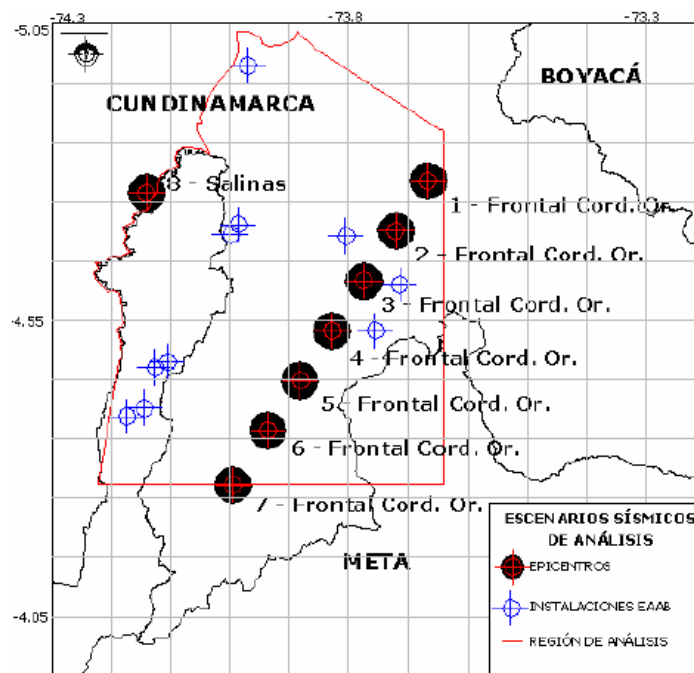 -74.3
-73.8
-73.3
-5.05
BOYACÁ
CUNDINAMARCA
8 - Salinas
1 - Frontal Cord. Or.
2 - Frontal Cord. Or.
3 - Frontal Cord. Or.
-4.55
4 - Frontal Cord. Or.
5 - Frontal Cord. Or.
6 - Frontal Cord. Or.
7 - Frontal Cord. Or.
ESCENARIOS SÍSMICOS
DE ANÁLISIS
META
EPICENTROS
INSTALACIONES EAAB
-4.05
REGIÓN DE ANÁLISIS